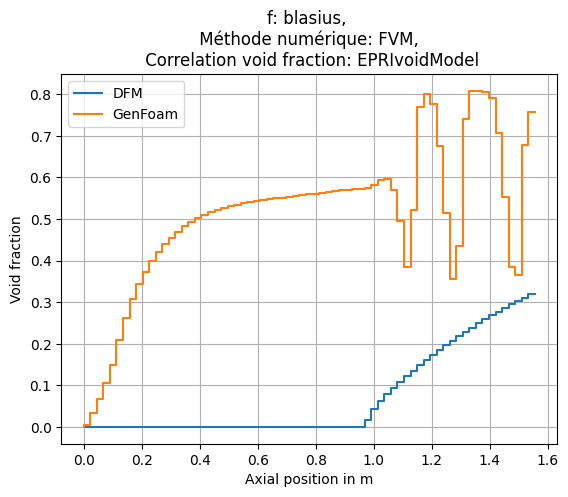 f: blasius,
Méthode numérique: FVM,
Correlation void fraction: EPRIvoidModel
DFM
GenFoam
Void fraction
0.8
0.7
0.6
0.5
0.4
0.3
0.2
0.1
0.0
0.0 0.2 0.4 0.6 0.8 1.0 1.2 1.4 1.6
Axial position in m